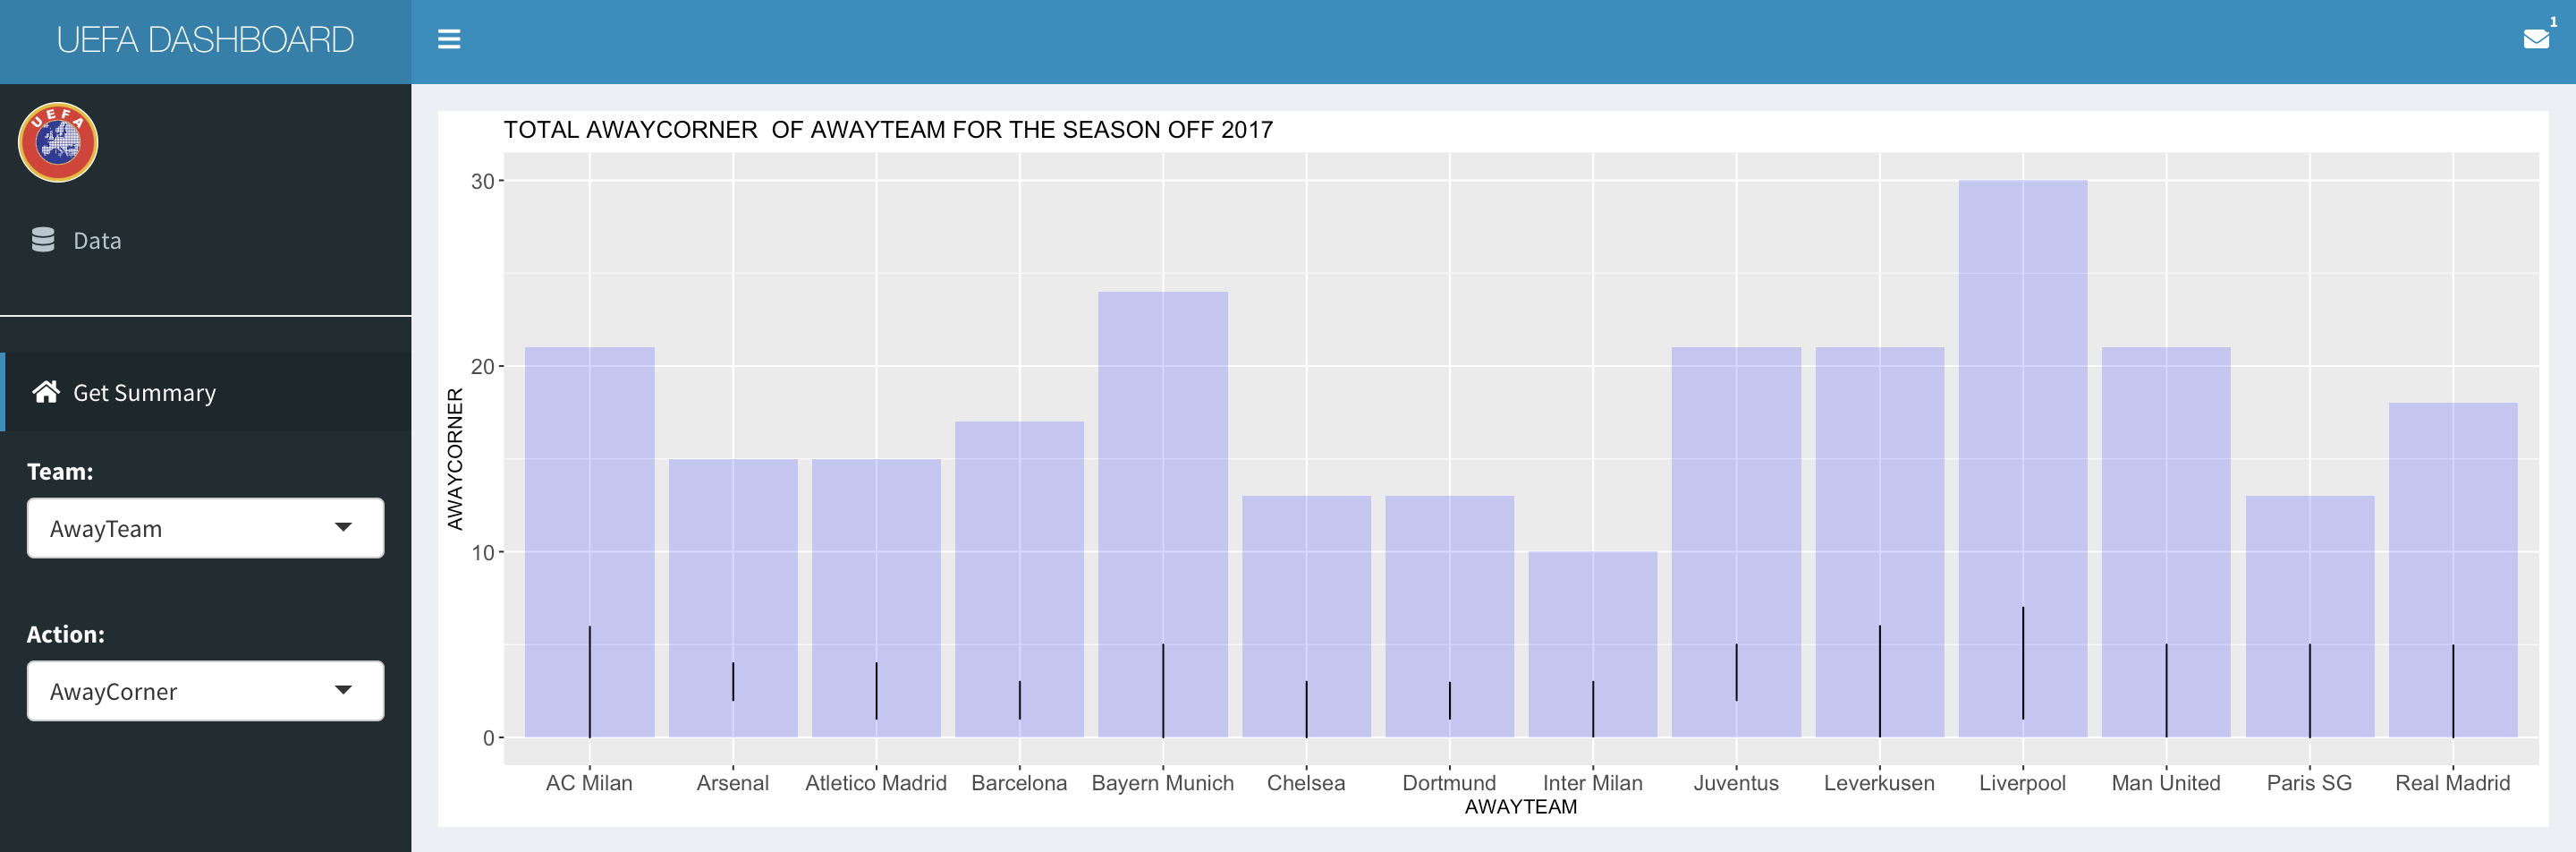 UEFA DASHBOARD
1
UEFA
Data
Get Summary
Team:
AwayTeam
Action:
AwayCorner
TOTAL AWAYCORNER  OF AWAYTEAM FOR THE SEASON OFF 2017
AWAYCORNER
30
20
10
0
AC Milan Arsenal Atletico Madrid Barcelona Bayern Munich Chelsea Dortmund Inter Milan Juventus Leverkusen Liverpool Man United Paris SG Real Madrid
AWAYTEAM